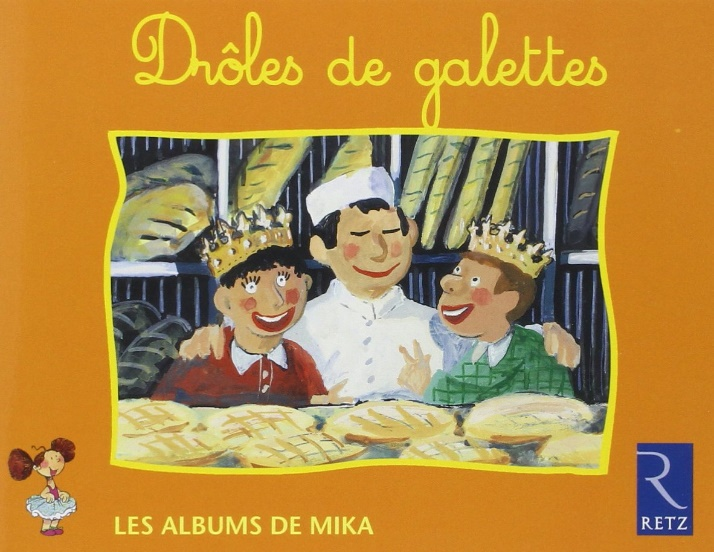 Drôles de galettes
LES ALBUMS DE MIKA
RETZ